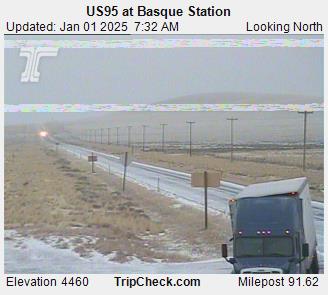 US95 at Basque Station
Updated: Jan 01 2025 7:32 AM Looking North
Elevation 4460 TripCheck.com Milepost 91.62